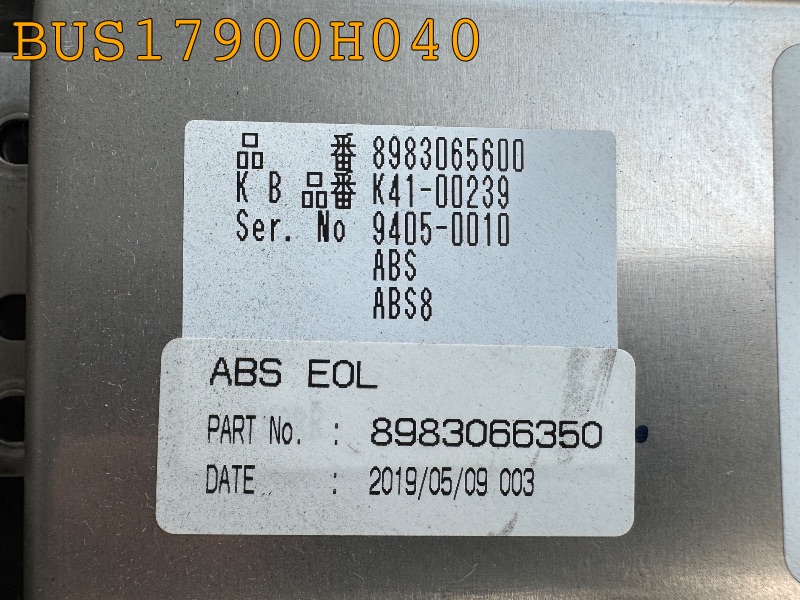 BUS17900H040
品 番 8983065600
K B 品番 K41-00239
Ser. No 9405-0010
ABS
ABS8
ABS EOL
PART No. : 8983066350
DATE : 2019/05/09 003